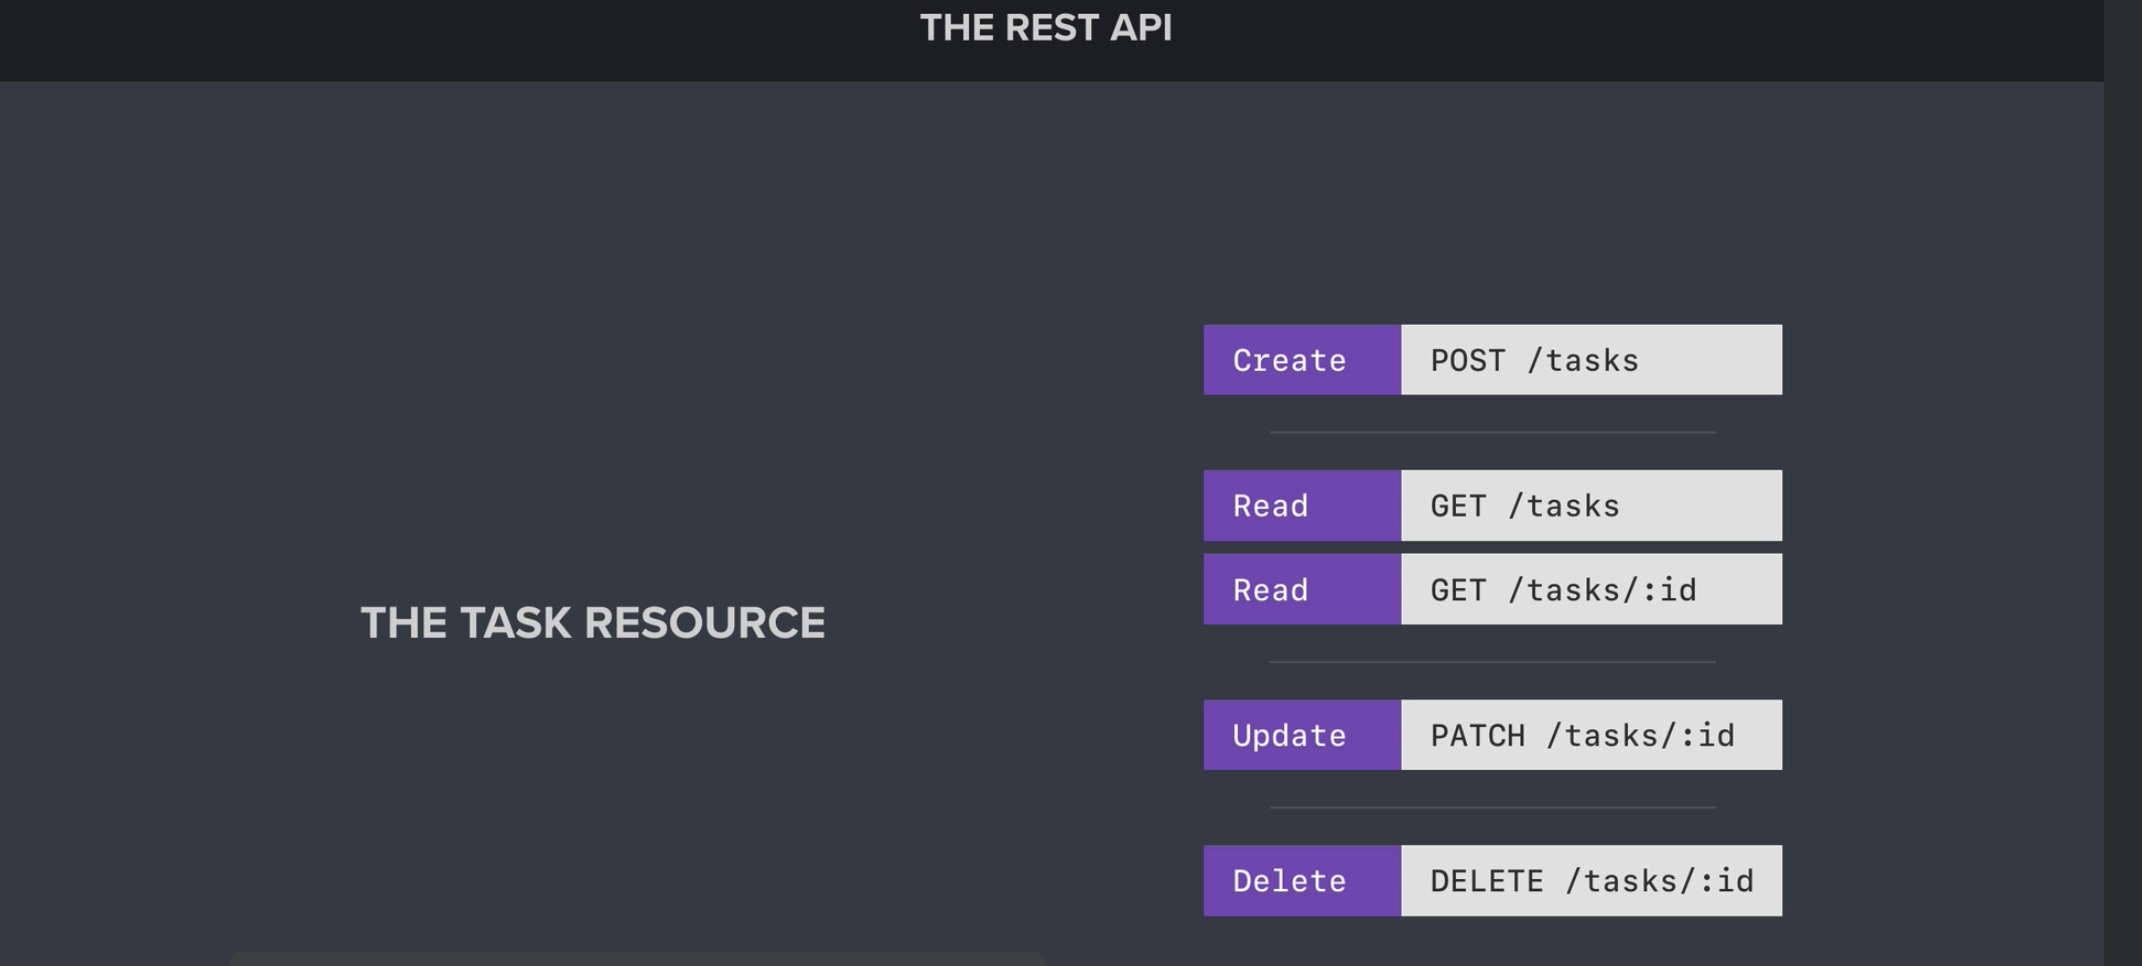 THE REST API
THE TASK RESOURCE
Create POST /tasks
Read GET /tasks
Read GET /tasks/:id
Update PATCH /tasks/:id
Delete DELETE /tasks/:id